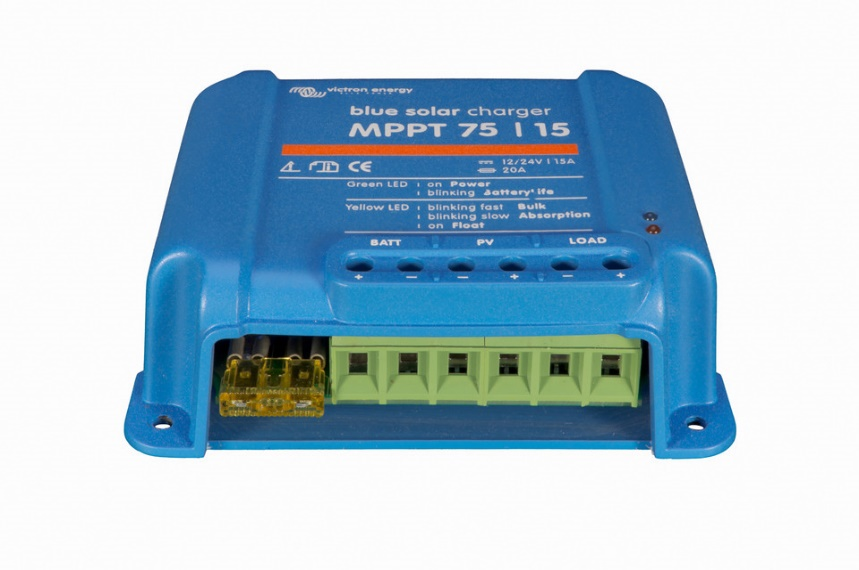 victron energy
blue solar charger
MPPT 75 | 15
CE
12/24V | 15A
20A
Green LED : on Power
: blinking Battery life
Yellow LED : blinking fast Bulk
: blinking slow Absorption
: on Float
BATT PV LOAD
+ − − + − +